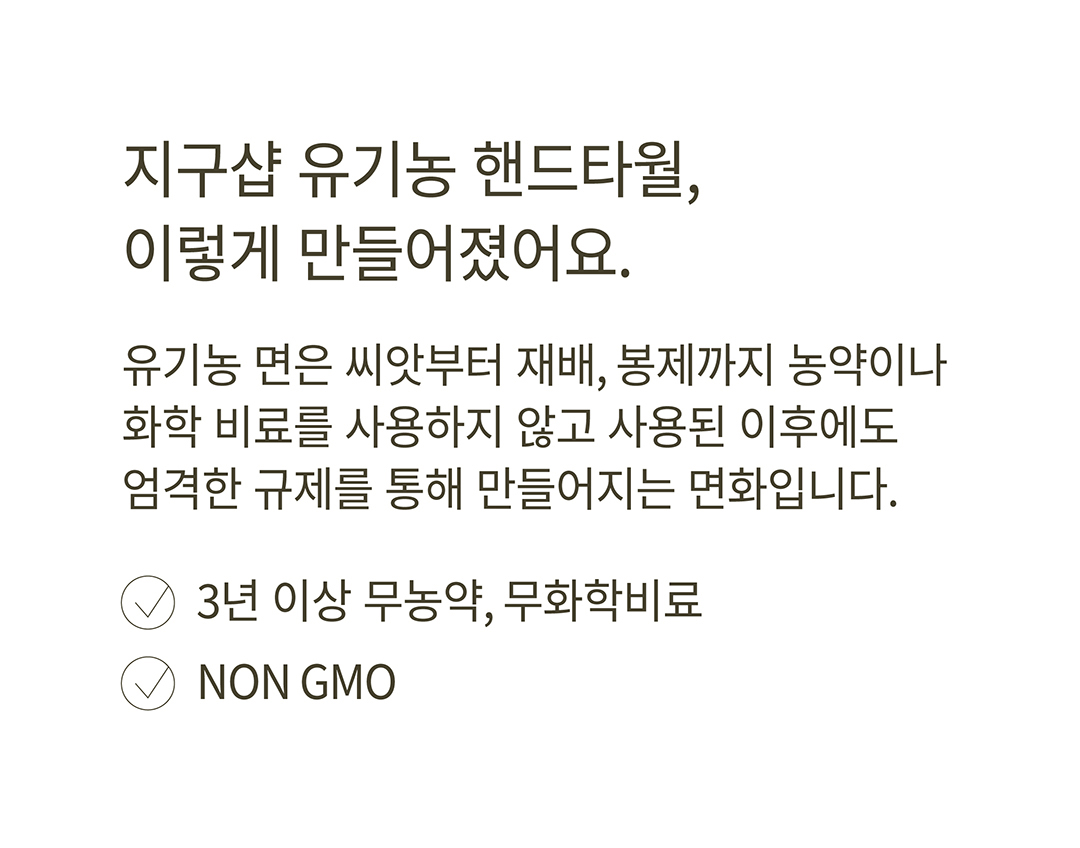 지구샵 유기농 핸드타월,
이렇게 만들어졌어요.
유기농 면은 씨앗부터 재배, 봉제까지 농약이나
화학 비료를 사용하지 않고 사용된 이후에도
엄격한 규제를 통해 만들어지는 면화입니다.
3년 이상 무농약, 무화학비료
NON GMO